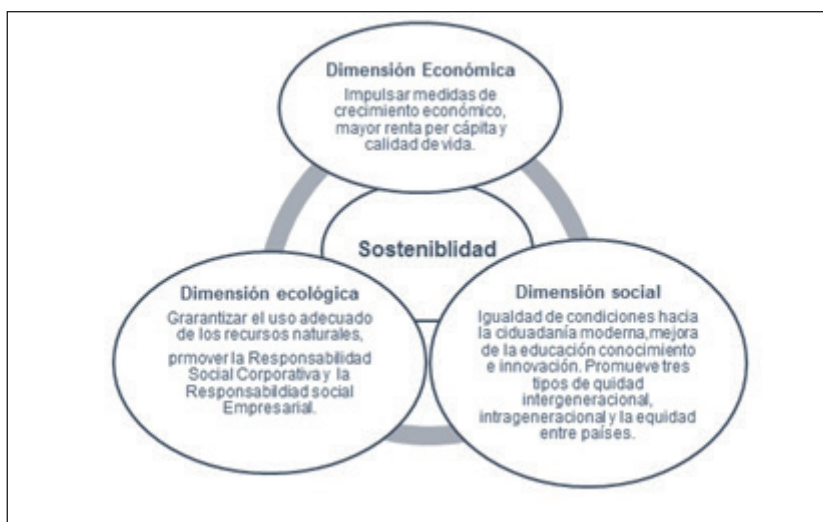 Dimensión Económica
Impulsar medidas de
crecimiento económico,
mayor renta per cápita y
calidad de vida.
Sosteniblidad
Dimensión ecológica
Grarantizar el uso adecuado
de los recursos naturales,
prmover la Responsabilidad
Social Corporativa y la
Responsabildiad social
Empresarial.
Dimensión social
Igualdad de condiciones hacia
la ciduadanía moderna,mejora
de la educación conocimiento
e innovación. Promueve tres
tipos de quidad
intergeneracional,
intrageneracional y la equidad
entre países.